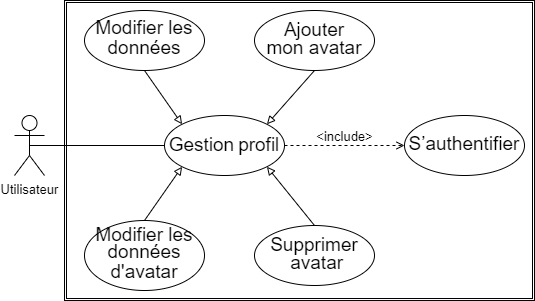 Modifier les
données
Ajouter
mon avatar
Gestion profil
<include>
S'authentifier
Utilisateur
Modifier les
données
d'avatar
Supprimer
avatar